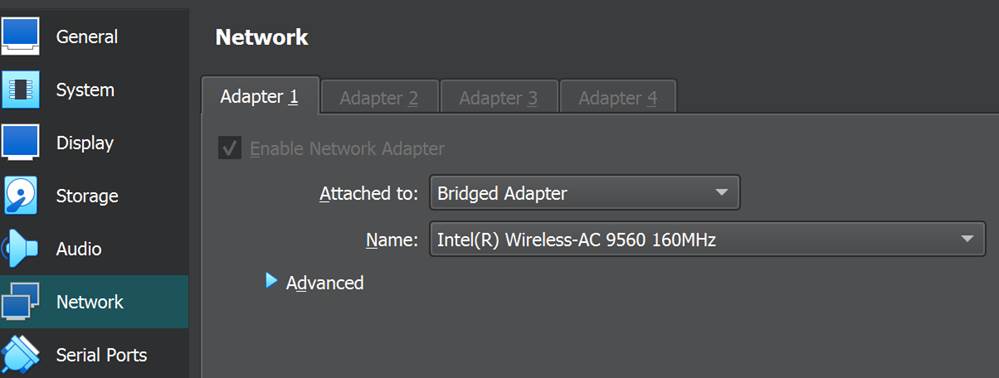 General
System
Display
Storage
Audio
Network
Serial Ports
Network
Adapter 1
Adapter 2
Adapter 3
Adapter 4
Enable Network Adapter
Attached to: Bridged Adapter
Name: Intel(R) Wireless-AC 9560 160MHz
Advanced